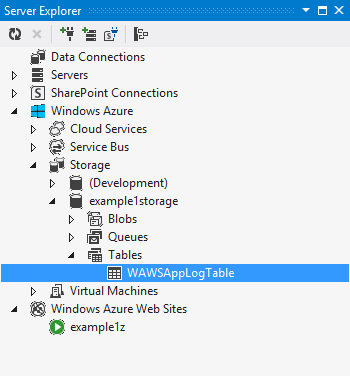 Server Explorer
Data Connections
Servers
SharePoint Connections
Windows Azure
Cloud Services
Service Bus
Storage
(Development)
example1storage
Blobs
Queues
Tables
WAWSAppLogTable
Virtual Machines
Windows Azure Web Sites
example1z